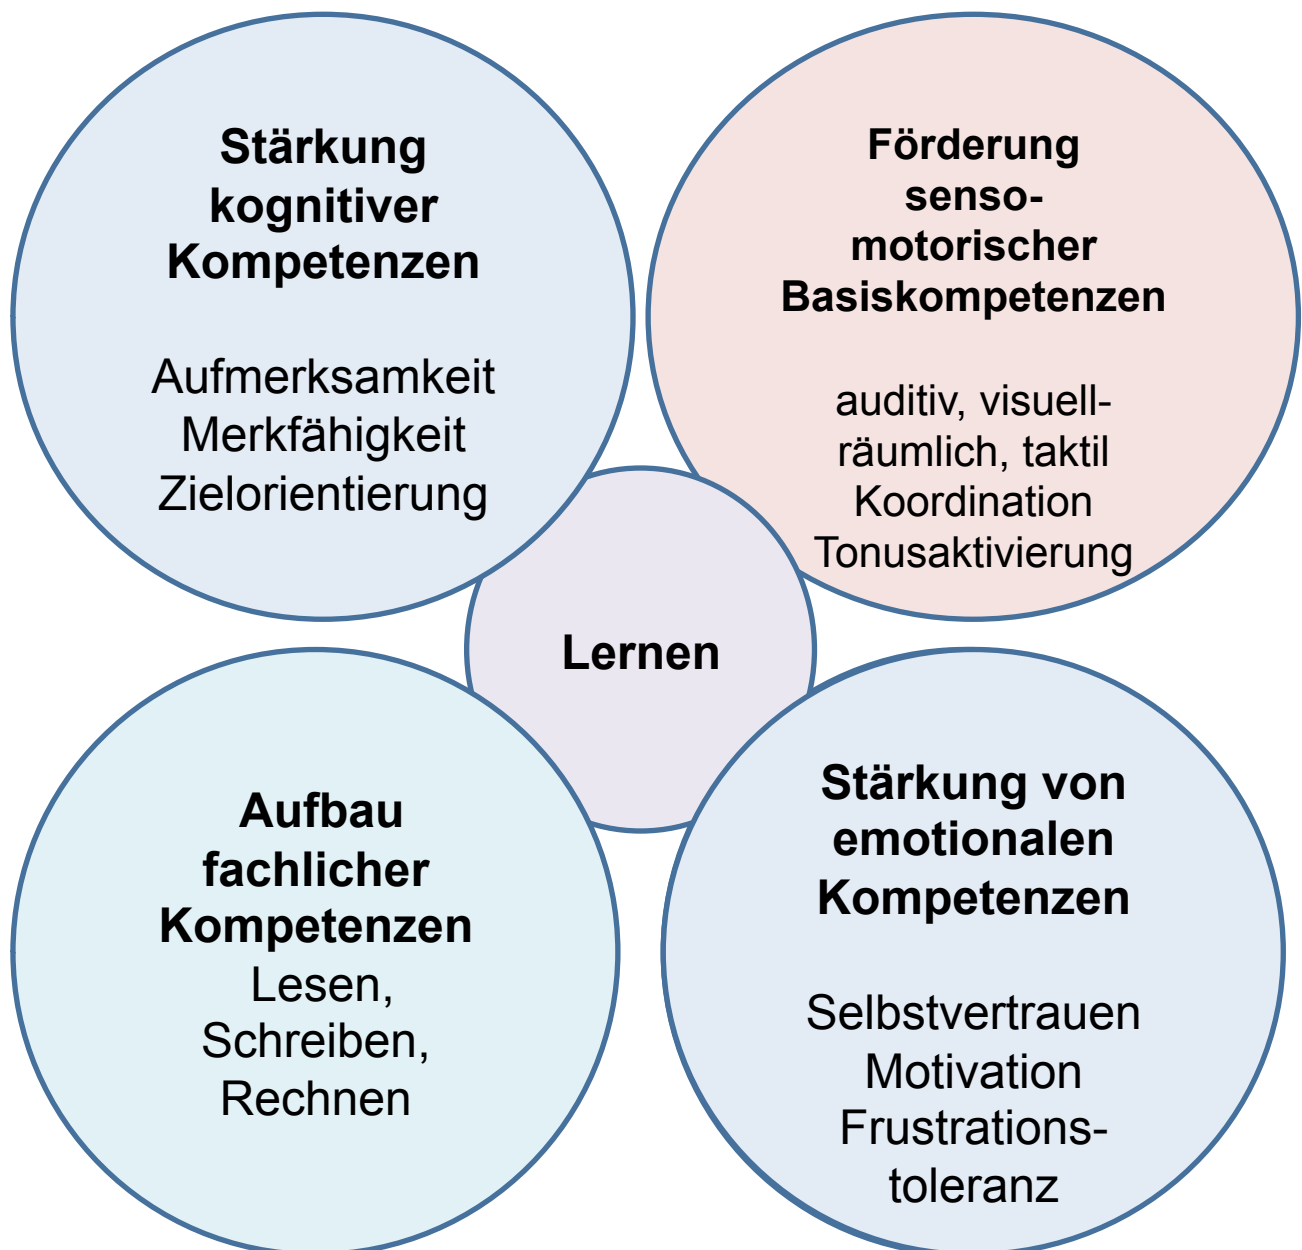 Stärkung
kognitiver
Kompetenzen
Aufmerksamkeit
Merkfähigkeit
Zielorientierung
Förderung
senso-
motorischer
Basiskompetenzen
auditiv, visuell-
räumlich, taktil
Koordination
Tonusaktivierung
Lernen
Aufbau
fachlicher
Kompetenzen
Lesen,
Schreiben,
Rechnen
Stärkung von
emotionalen
Kompetenzen
Selbstvertrauen
Motivation
Frustrations-
toleranz